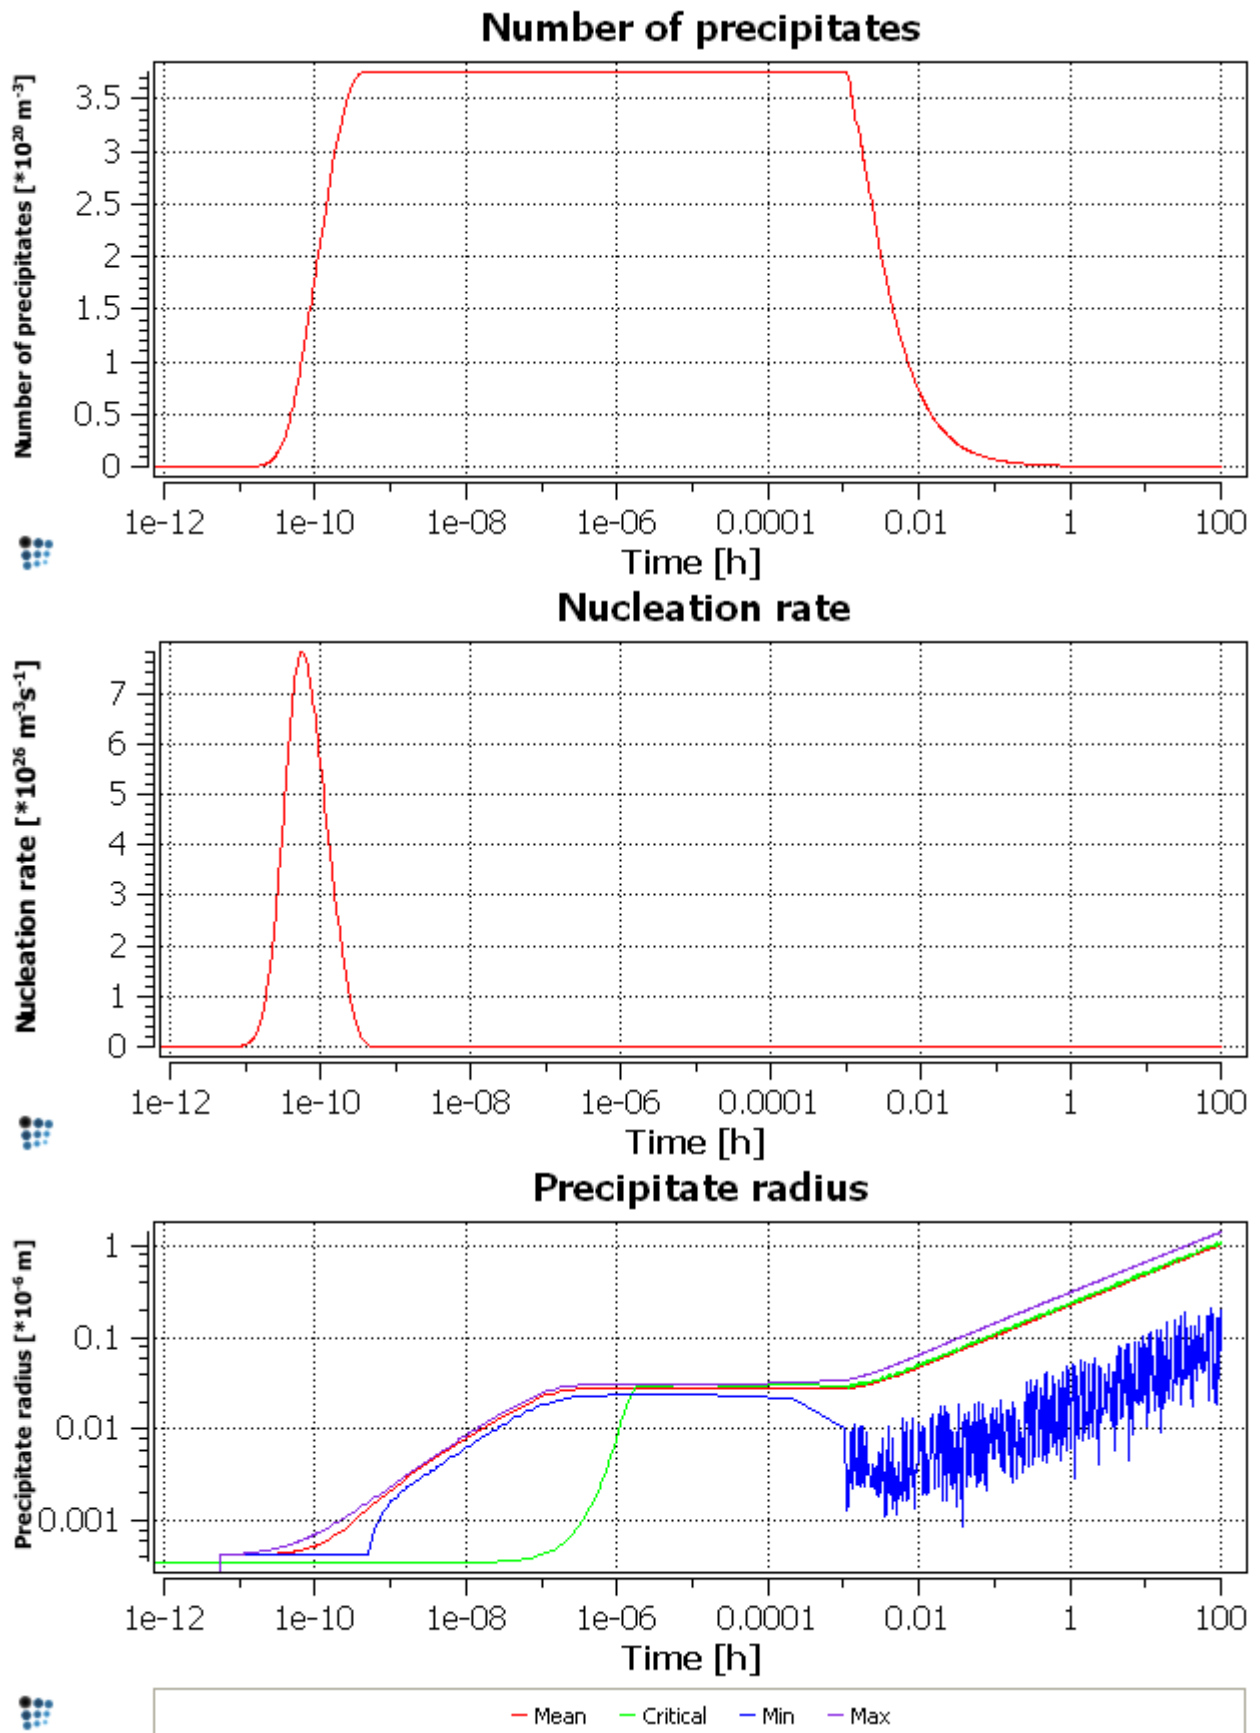 Number of precipitates
Number of precipitates [*10²⁰ m⁻³]
3.5
3
2.5
2
1.5
1
0.5
0
1e-12 1e-10 1e-08 1e-06 0.0001 0.01 1 100
Time [h]
Nucleation rate
Nucleation rate [*10²⁶ m⁻³s⁻¹]
7
6
5
4
3
2
1
0
1e-12 1e-10 1e-08 1e-06 0.0001 0.01 1 100
Time [h]
Precipitate radius
Precipitate radius [*10⁻⁶ m]
1
0.1
0.01
0.001
1e-12 1e-10 1e-08 1e-06 0.0001 0.01 1 100
Time [h]
Mean Critical Min Max